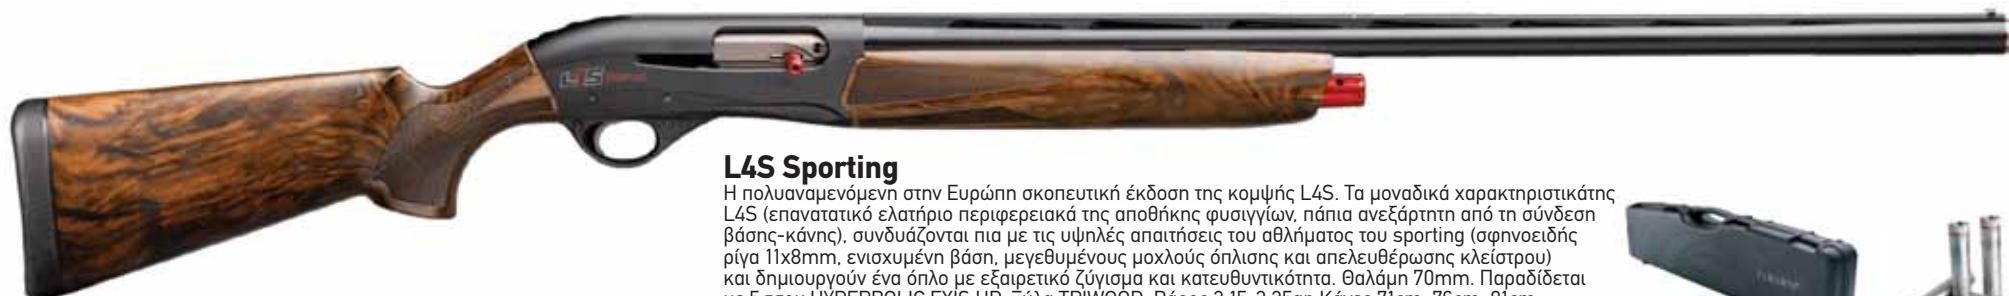 L4S
L4S Sporting
Η πολυαναμενόμενη στην Ευρώπη σκοπευτική έκδοση της κομψής L4S. Τα μοναδικά χαρακτηριστικάτης
L4S (επανατατικό ελατήριο περιφερειακά της αποθήκης φυσιγγίων, πάπια ανεξάρτητη από τη σύνδεση
βάσης-κάνης), συνδυάζονται πια με τις υψηλές απαιτήσεις του αθλήματος του sporting (σφηνοειδής
ρίγα 11x8mm, ενισχυμένη βάση, μεγεθυμένους μοχλούς όπλισης και απελευθέρωσης κλείστρου)
και δημιουργούν ένα όπλο με εξαιρετικό ζύγισμα και κατευθυντικότητα. Θαλάμη 70mm. Παραδίδεται